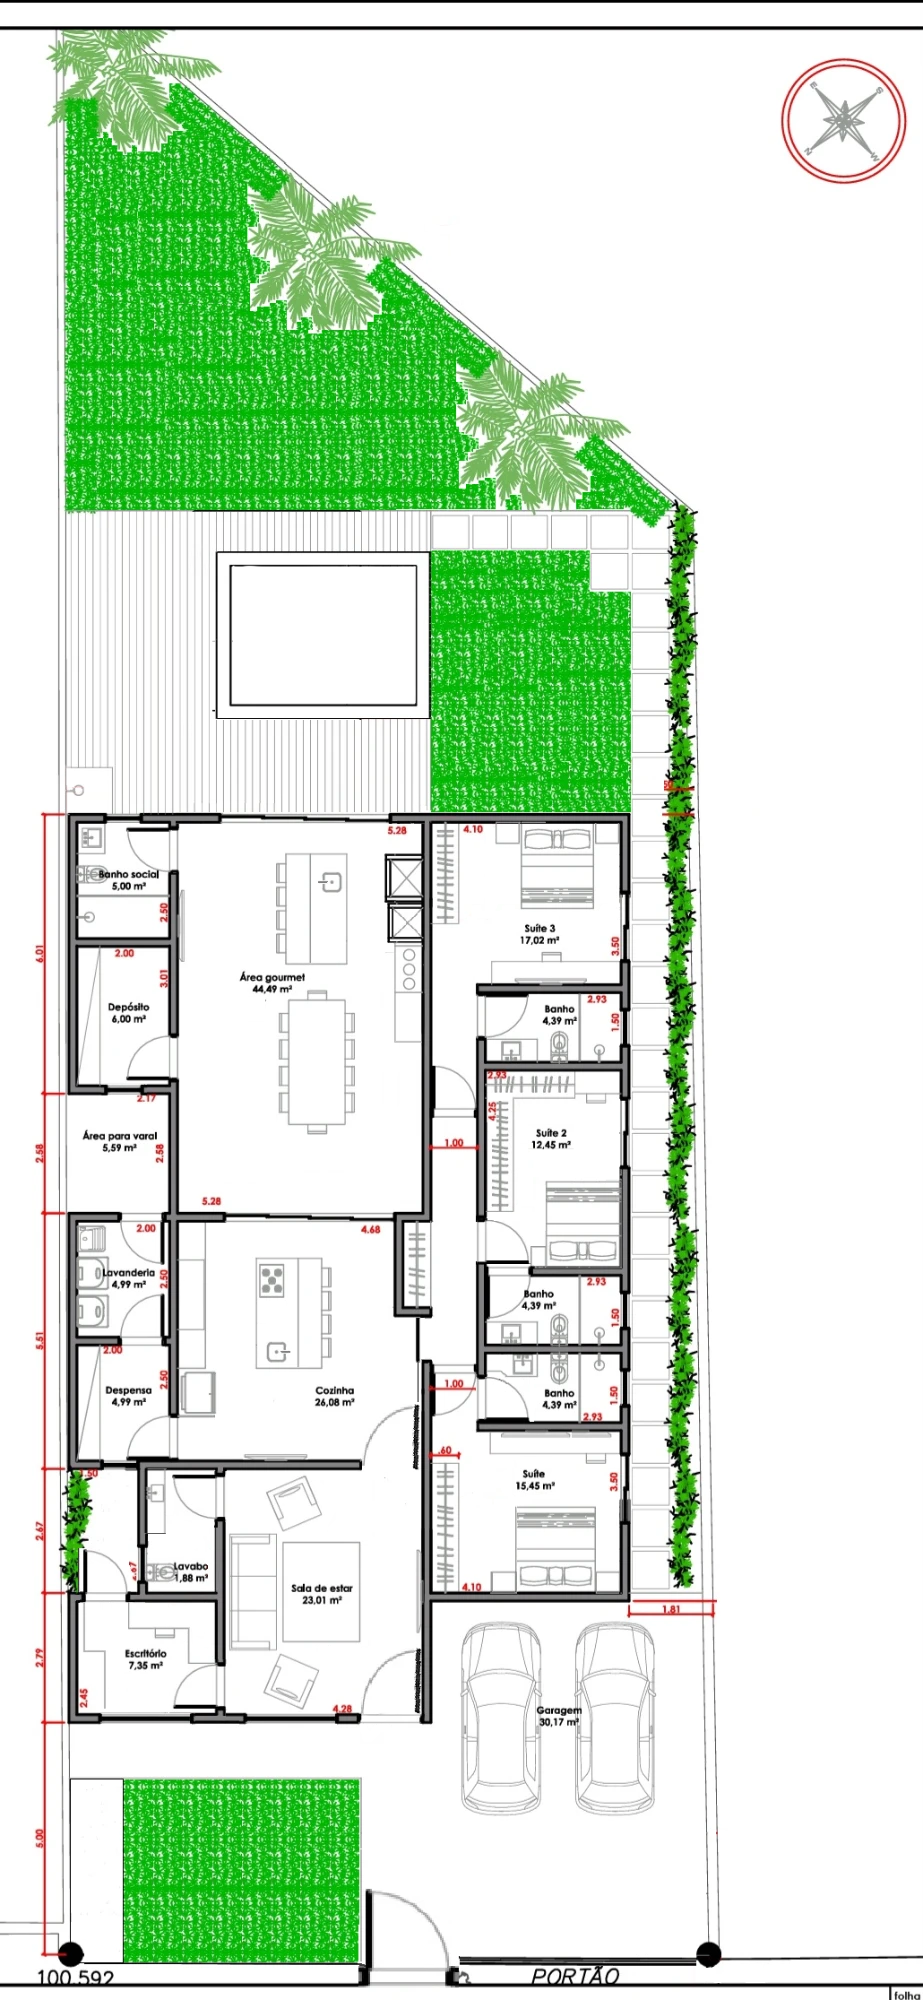 E
S
N
W
5.28
4.10
Banho social
5,00 m²
2.50
6.01
2.00
3.01
Depósito
6,00 m²
Área gourmet
44,49 m²
Suíte 3
17,02 m²
3.50
2.93
Banho
4,39 m²
1.50
2.17
2.93
4.25
Área para varal
5,59 m²
2.58
2.58
Suíte 2
12,45 m²
1.00
5.28
2.00
4.68
Lavanderia
4,99 m²
2.50
2.93
Banho
4,39 m²
1.50
5.51
2.00
Despensa
4,99 m²
2.50
Cozinha
26,08 m²
1.00
Banho
4,39 m²
1.50
2.93
.60
Suíte
15,45 m²
3.50
1.50
2.67
Lavabo
1,88 m²
Sala de estar
23,01 m²
4.10
1.81
Escritório
7,35 m²
2.79
2.45
4.28
Garagem
30,17 m²
5.00
100.592
PORTÃO
folha